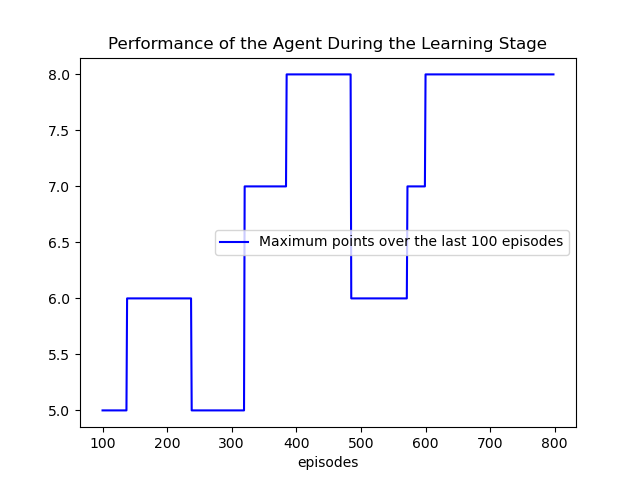 Performance of the Agent During the Learning Stage
8.0
7.5
7.0
6.5
6.0
5.5
5.0
Maximum points over the last 100 episodes
100 200 300 400 500 600 700 800
episodes